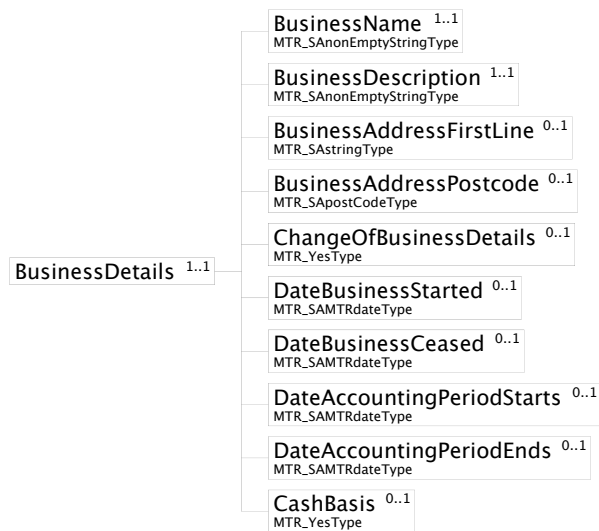 BusinessName 1..1
MTR_SAnonEmptyStringType
BusinessDescription 1..1
MTR_SAnonEmptyStringType
BusinessAddressFirstLine 0..1
MTR_SAstringType
BusinessAddressPostcode 0..1
MTR_SApostCodeType
ChangeOfBusinessDetails 0..1
MTR_YesType
BusinessDetails 1..1
DateBusinessStarted 0..1
MTR_SAMTRdateType
DateBusinessCeased 0..1
MTR_SAMTRdateType
DateAccountingPeriodStarts 0..1
MTR_SAMTRdateType
DateAccountingPeriodEnds 0..1
MTR_SAMTRdateType
CashBasis 0..1
MTR_YesType